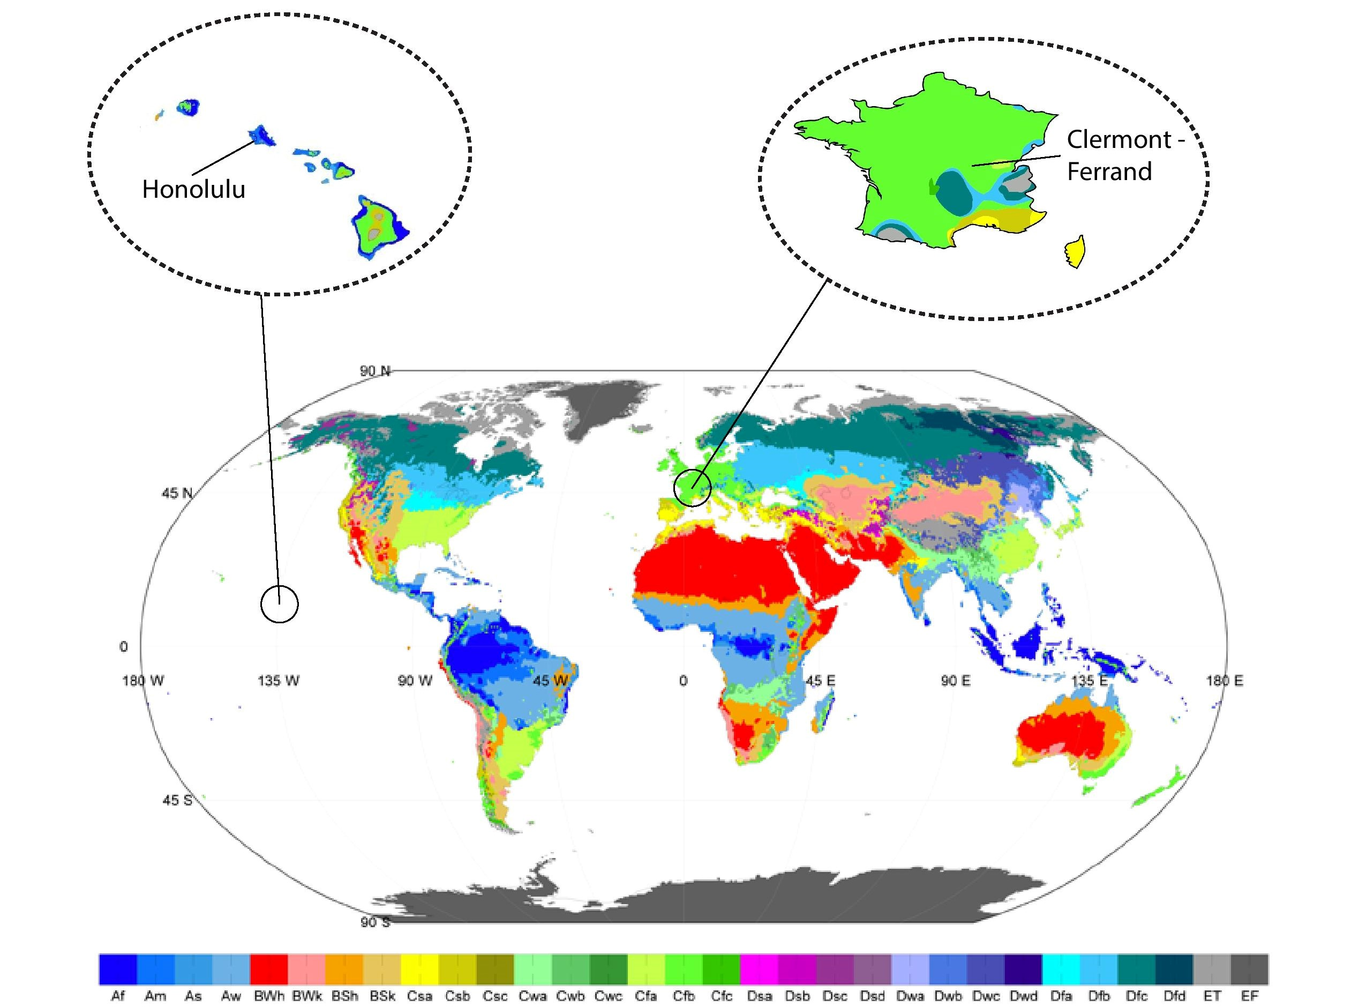 Honolulu
Clermont -
Ferrand
90 N
45 N
0
180 W 135 W 90 W 45 W 0 45 E 90 E 135 E 180 E
45 S
90 S
Af Am As Aw BWh BWk BSh BSk Csa Csb Csc Cwa Cwb Cwc Cfa Cfb Cfc Dsa Dsb Dsc Dsd Dwa Dwb Dwc Dwd Dfa Dfb Dfc Dfd ET EF